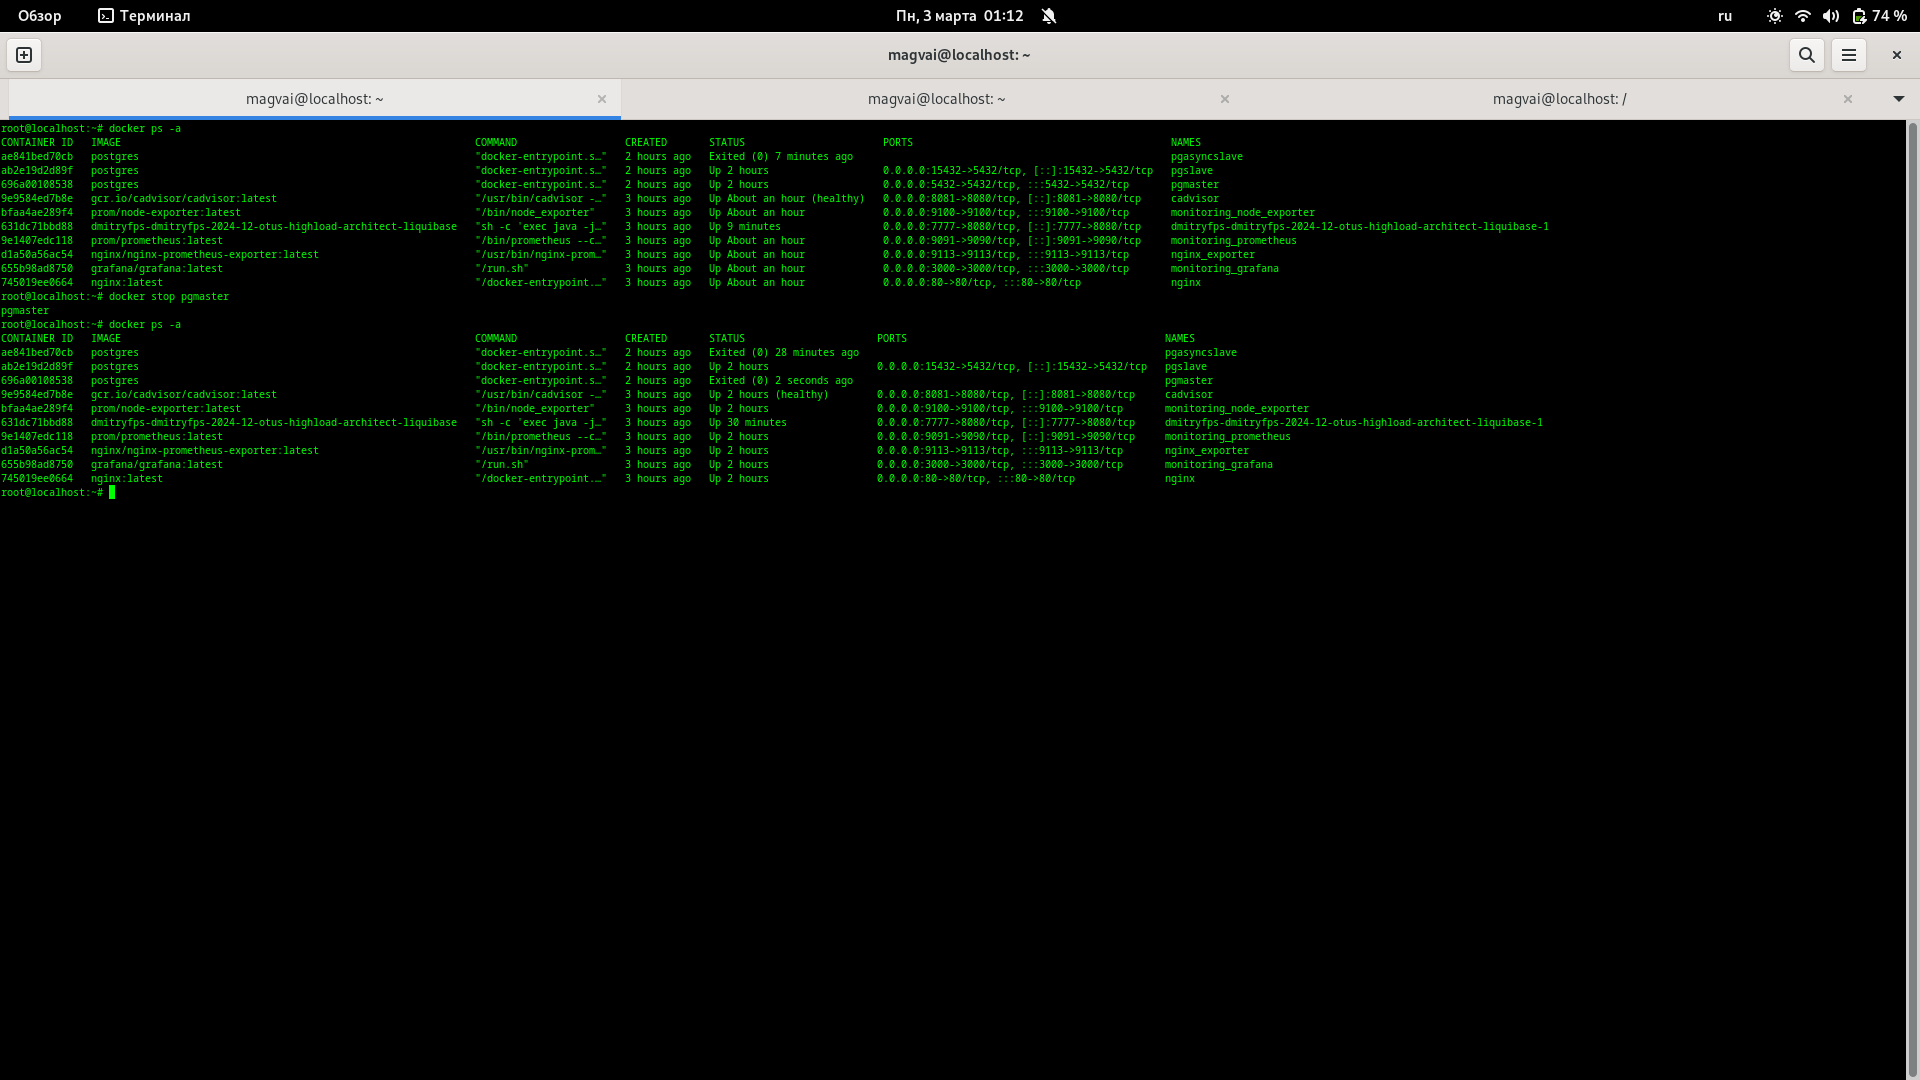 Обзор Терминал Пн, 3 марта 01:12 ru 74 %
magvai@localhost: ~
magvai@localhost: ~ magvai@localhost: ~ magvai@localhost: /
root@localhost:~# docker ps -a
CONTAINER ID IMAGE COMMAND CREATED STATUS PORTS NAMES
ae841bed70cb postgres "docker-entrypoint.s…" 2 hours ago Exited (0) 7 minutes ago pgasyncslave
ab2e19d2d89f postgres "docker-entrypoint.s…" 2 hours ago Up 2 hours 0.0.0.0:15432->5432/tcp, [::]:15432->5432/tcp pgslave
696a00108538 postgres "docker-entrypoint.s…" 2 hours ago Up 2 hours 0.0.0.0:5432->5432/tcp, :::5432->5432/tcp pgmaster
9e9584ed7b8e gcr.io/cadvisor/cadvisor:latest "/usr/bin/cadvisor -…" 3 hours ago Up About an hour (healthy) 0.0.0.0:8081->8080/tcp, [::]:8081->8080/tcp cadvisor
bfaa4ae289f4 prom/node-exporter:latest "/bin/node_exporter" 3 hours ago Up About an hour 0.0.0.0:9100->9100/tcp, :::9100->9100/tcp monitoring_node_exporter
631dc71bbd88 dmitryfps-dmitryfps-2024-12-otus-highload-architect-liquibase "sh -c 'exec java -j…" 3 hours ago Up 9 minutes 0.0.0.0:7777->8080/tcp, [::]:7777->8080/tcp dmitryfps-dmitryfps-2024-12-otus-highload-architect-liquibase-1
9e1407edc118 prom/prometheus:latest "/bin/prometheus --c…" 3 hours ago Up About an hour 0.0.0.0:9091->9090/tcp, [::]:9091->9090/tcp monitoring_prometheus
d1a50a56ac54 nginx/nginx-prometheus-exporter:latest "/usr/bin/nginx-prom…" 3 hours ago Up About an hour 0.0.0.0:9113->9113/tcp, :::9113->9113/tcp nginx_exporter
655b98ad8750 grafana/grafana:latest "/run.sh" 3 hours ago Up About an hour 0.0.0.0:3000->3000/tcp, :::3000->3000/tcp monitoring_grafana
745019ee0664 nginx:latest "/docker-entrypoint.…" 3 hours ago Up About an hour 0.0.0.0:80->80/tcp, :::80->80/tcp nginx
root@localhost:~# docker stop pgmaster
pgmaster
root@localhost:~# docker ps -a
CONTAINER ID IMAGE COMMAND CREATED STATUS PORTS NAMES
ae841bed70cb postgres "docker-entrypoint.s…" 2 hours ago Exited (0) 28 minutes ago pgasyncslave
ab2e19d2d89f postgres "docker-entrypoint.s…" 2 hours ago Up 2 hours 0.0.0.0:15432->5432/tcp, [::]:15432->5432/tcp pgslave
696a00108538 postgres "docker-entrypoint.s…" 2 hours ago Exited (0) 2 seconds ago pgmaster
9e9584ed7b8e gcr.io/cadvisor/cadvisor:latest "/usr/bin/cadvisor -…" 3 hours ago Up 2 hours (healthy) 0.0.0.0:8081->8080/tcp, [::]:8081->8080/tcp cadvisor
bfaa4ae289f4 prom/node-exporter:latest "/bin/node_exporter" 3 hours ago Up 2 hours 0.0.0.0:9100->9100/tcp, :::9100->9100/tcp monitoring_node_exporter
631dc71bbd88 dmitryfps-dmitryfps-2024-12-otus-highload-architect-liquibase "sh -c 'exec java -j…" 3 hours ago Up 30 minutes 0.0.0.0:7777->8080/tcp, [::]:7777->8080/tcp dmitryfps-dmitryfps-2024-12-otus-highload-architect-liquibase-1
9e1407edc118 prom/prometheus:latest "/bin/prometheus --c…" 3 hours ago Up 2 hours 0.0.0.0:9091->9090/tcp, [::]:9091->9090/tcp monitoring_prometheus
d1a50a56ac54 nginx/nginx-prometheus-exporter:latest "/usr/bin/nginx-prom…" 3 hours ago Up 2 hours 0.0.0.0:9113->9113/tcp, :::9113->9113/tcp nginx_exporter
655b98ad8750 grafana/grafana:latest "/run.sh" 3 hours ago Up 2 hours 0.0.0.0:3000->3000/tcp, :::3000->3000/tcp monitoring_grafana
745019ee0664 nginx:latest "/docker-entrypoint.…" 3 hours ago Up 2 hours 0.0.0.0:80->80/tcp, :::80->80/tcp nginx
root@localhost:~#